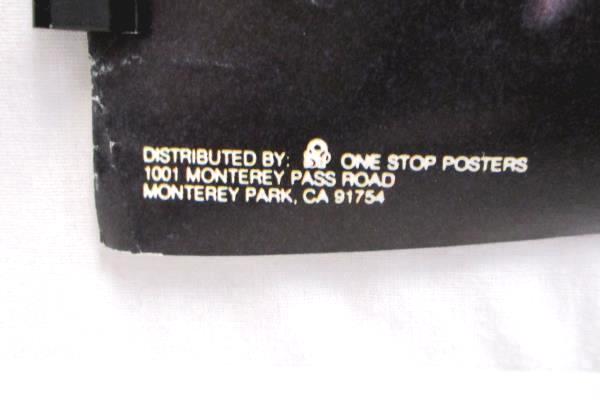 DISTRIBUTED BY: ONE STOP POSTERS
1001 MONTEREY PASS ROAD
MONTEREY PARK, CA 91754